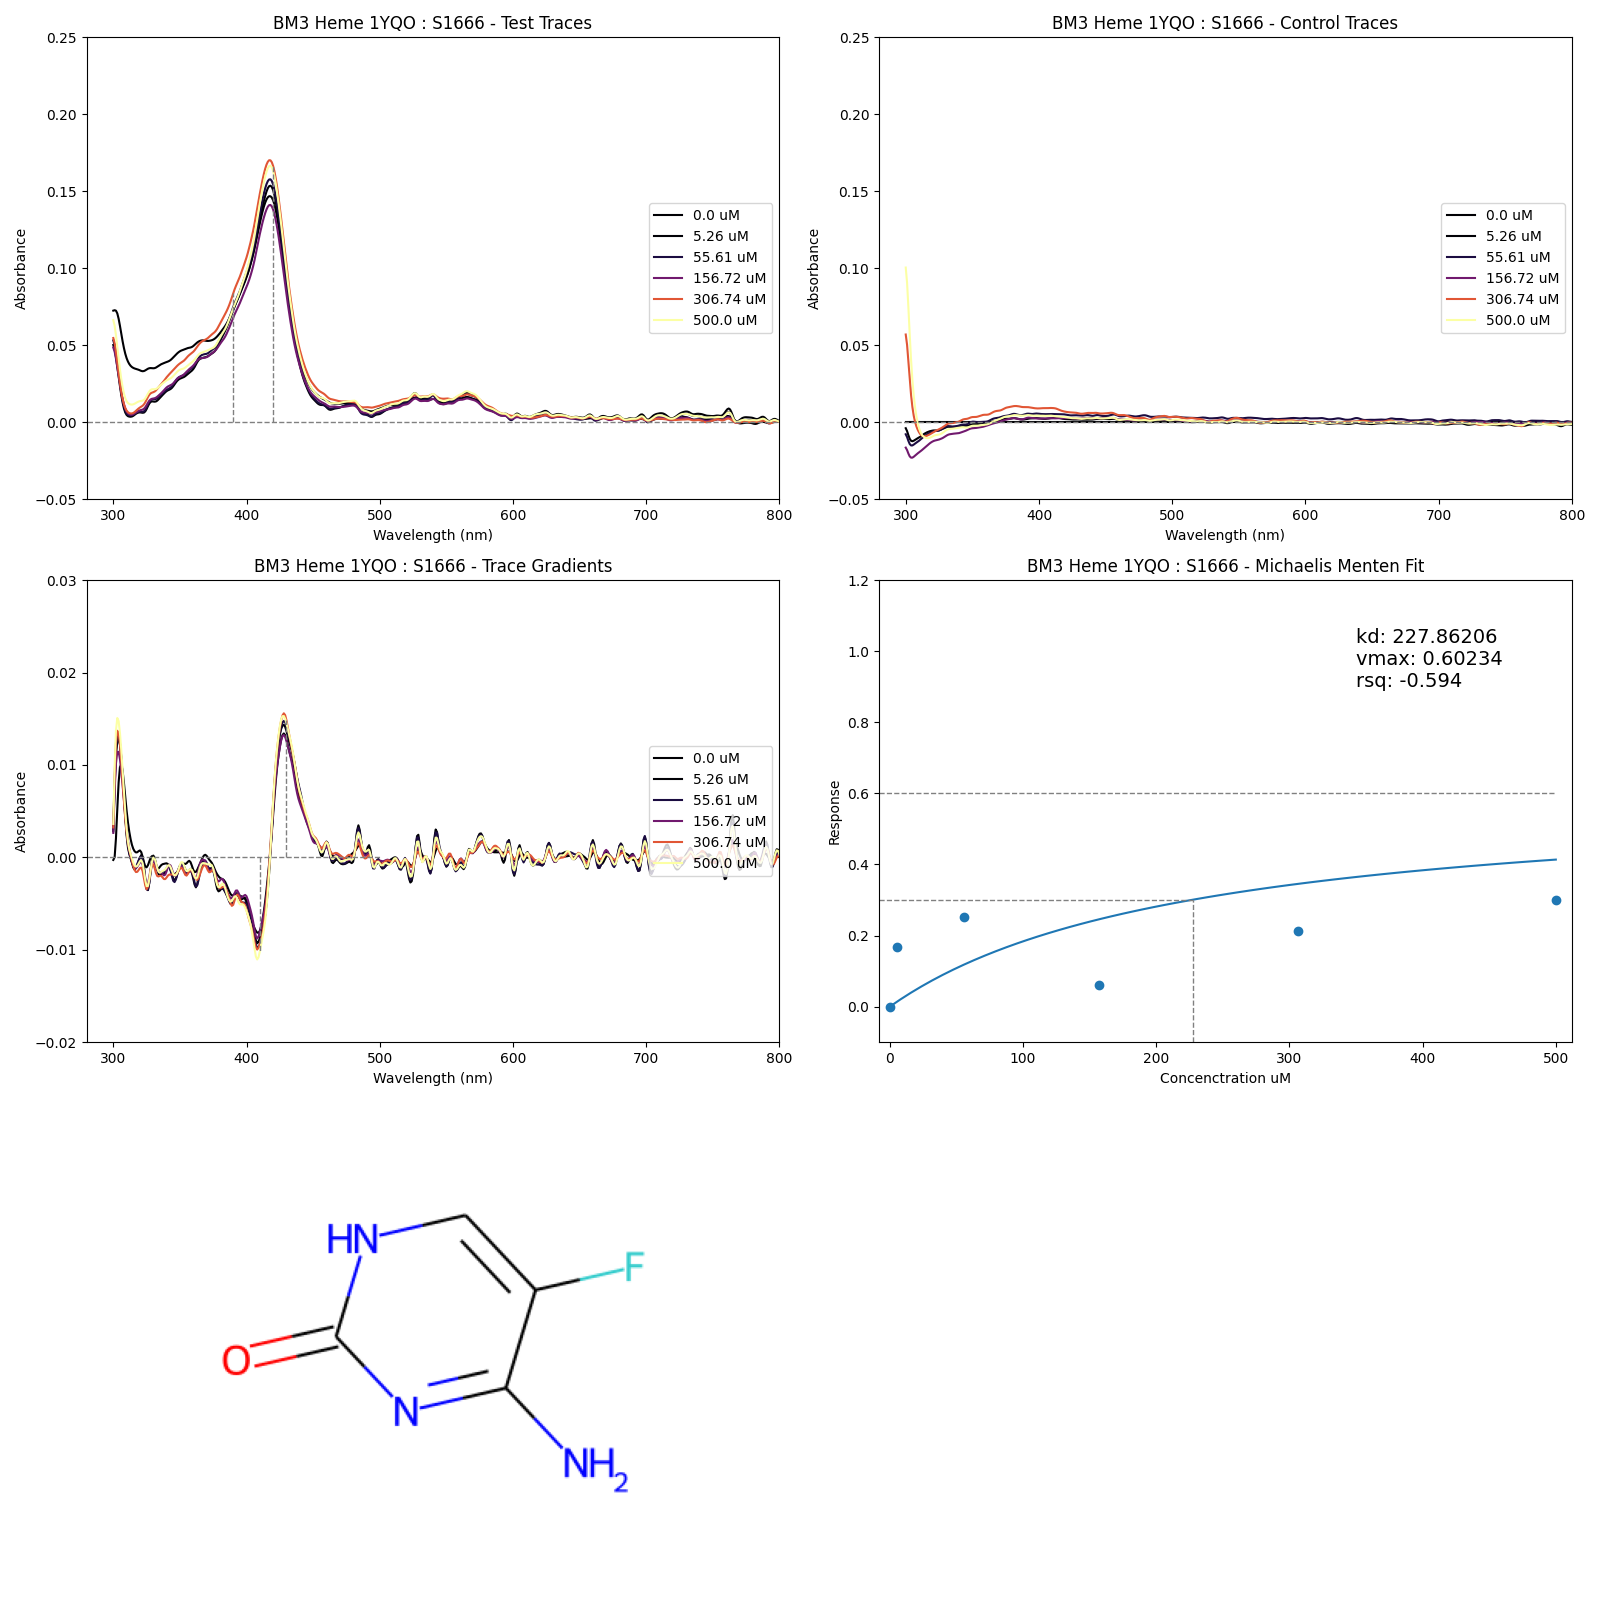 BM3 Heme 1YQO : S1666 - Test Traces
0.25
0.20
0.15
0.10
0.05
0.00
−0.05
Absorbance
300 400 500 600 700 800
Wavelength (nm)
0.0 uM
5.26 uM
55.61 uM
156.72 uM
306.74 uM
500.0 uM
BM3 Heme 1YQO : S1666 - Control Traces
0.25
0.20
0.15
0.10
0.05
0.00
−0.05
Absorbance
300 400 500 600 700 800
Wavelength (nm)
0.0 uM
5.26 uM
55.61 uM
156.72 uM
306.74 uM
500.0 uM
BM3 Heme 1YQO : S1666 - Trace Gradients
0.03
0.02
0.01
0.00
−0.01
−0.02
Absorbance
300 400 500 600 700 800
Wavelength (nm)
0.0 uM
5.26 uM
55.61 uM
156.72 uM
306.74 uM
500.0 uM
BM3 Heme 1YQO : S1666 - Michaelis Menten Fit
1.2
1.0
0.8
0.6
0.4
0.2
0.0
Response
0 100 200 300 400 500
Concenctration uM
kd: 227.86206
vmax: 0.60234
rsq: -0.594
HN
F
O
N
NH2